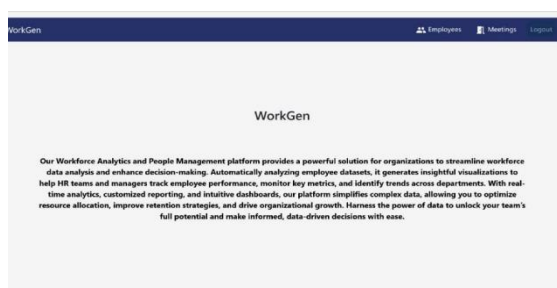 WorkGen
Employees
Meetings
Logout
WorkGen
Our Workforce Analytics and People Management platform provides a powerful solution for organizations to streamline workforce
data analysis and enhance decision-making. Automatically analyzing employee datasets, it generates insightful visualizations to
help HR teams and managers track employee performance, monitor key metrics, and identify trends across departments. With real-
time analytics, customized reporting, and intuitive dashboards, our platform simplifies complex data, allowing you to optimize
resource allocation, improve retention strategies, and drive organizational growth. Harness the power of data to unlock your team's
full potential and make informed, data-driven decisions with ease.